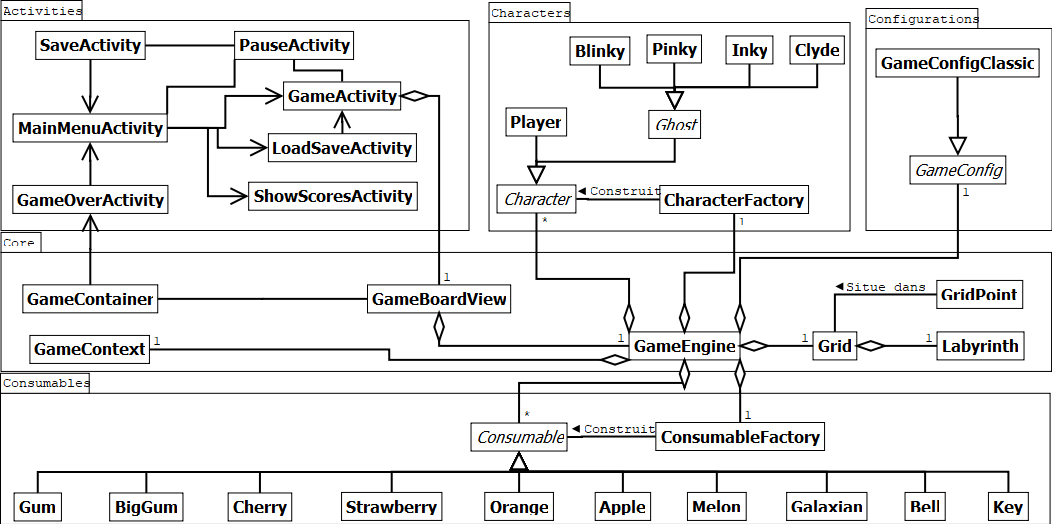 Activities
SaveActivity
PauseActivity
GameActivity
MainMenuActivity
LoadSaveActivity
GameOverActivity
ShowScoresActivity
Characters
Blinky
Pinky
Inky
Clyde
Player
Ghost
Character
Construit
CharacterFactory
*
1
Configurations
GameConfigClassic
GameConfig
1
Core
GameContainer
1
GameBoardView
GameContext
1
1
GameEngine
1
Grid
1
Labyrinth
Situe dans
GridPoint
Consumables
*
Consumable
Construit
1
ConsumableFactory
Gum
BigGum
Cherry
Strawberry
Orange
Apple
Melon
Galaxian
Bell
Key